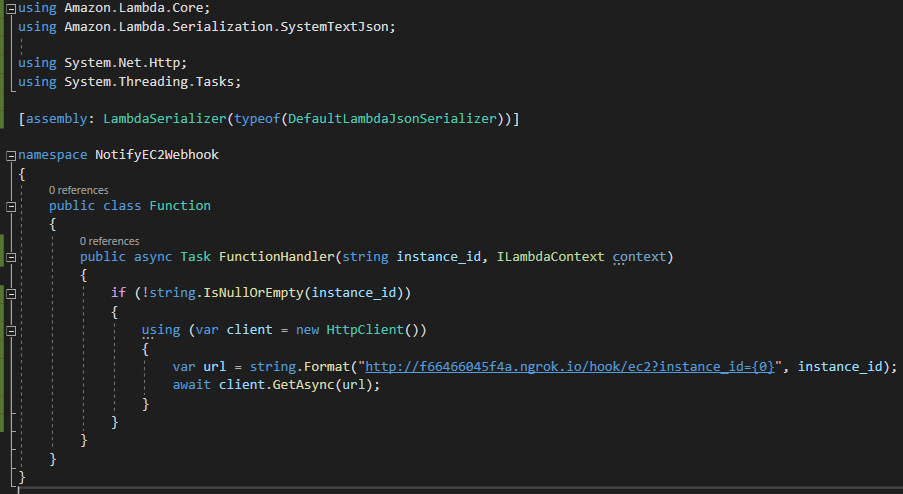 using Amazon.Lambda.Core;
using Amazon.Lambda.Serialization.SystemTextJson;

using System.Net.Http;
using System.Threading.Tasks;

[assembly: LambdaSerializer(typeof(DefaultLambdaJsonSerializer))]

namespace NotifyEC2Webhook
{
    0 references
    public class Function
    {
        0 references
        public async Task FunctionHandler(string instance_id, ILambdaContext context)
        {
            if (!string.IsNullOrEmpty(instance_id))
            {
                using (var client = new HttpClient())
                {
                    var url = string.Format("http://f66466045f4a.ngrok.io/hook/ec2?instance_id={0}", instance_id);
                    await client.GetAsync(url);
                }
            }
        }
    }
}